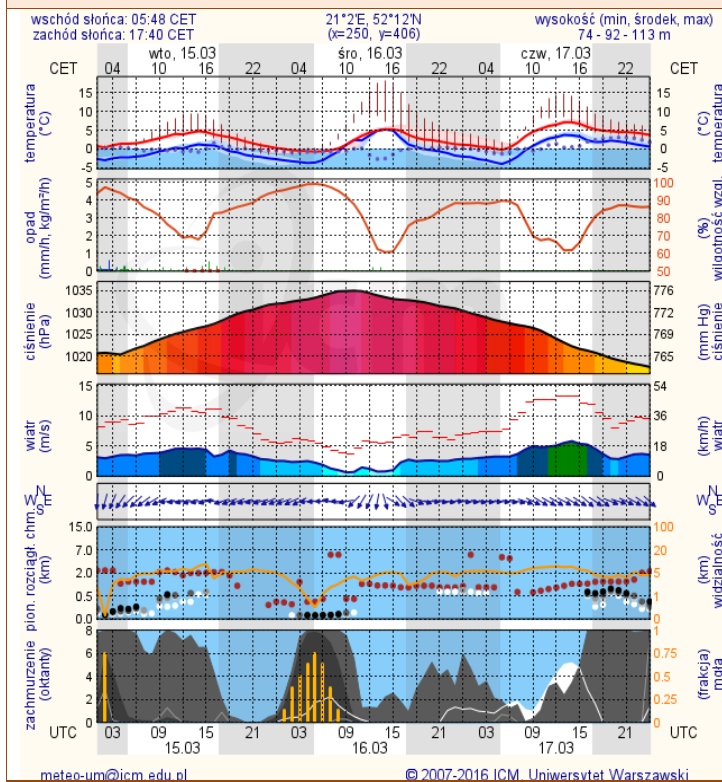 wschód słońca: 05:48 CET 21°2'E, 52°12'N wysokość (min, środek, max)
zachód słońca: 17:40 CET (x=250, y=406) 74 - 92 - 113 m
wto, 15.03 śro, 16.03 czw, 17.03
CET 04 10 16 22 04 10 16 22 04 10 16 22 CET
temperatura (°C)
15
10
5
0
-5
15
10
5
0
-5
temperatura (°C)
opad (mm/h, kg/m²/h)
5
4
3
2
1
0
100
90
80
70
60
50
(%) wilgotność wzgl.
ciśnienie (hPa)
1035
1030
1025
1020
776
772
769
765
(mm Hg) ciśnienie
wiatr (m/s)
15
10
5
0
54
36
18
0
(km/h) wiatr
N
W E
S
N
W E
S
pion. rozciągł. chm. (km)
15.0
7.0
2.0
0.5
0.0
100
20
5
1
0
(km) widzialność
zachmurzenie (oktanty)
8
6
4
2
0
1
0.75
0.5
0.25
0
(frakcja) mgła
UTC 03 09 15 21 03 09 15 21 03 09 15 21 UTC
15.03 16.03 17.03
meteo-um@icm.edu.pl © 2007-2016 ICM, Uniwersytet Warszawski